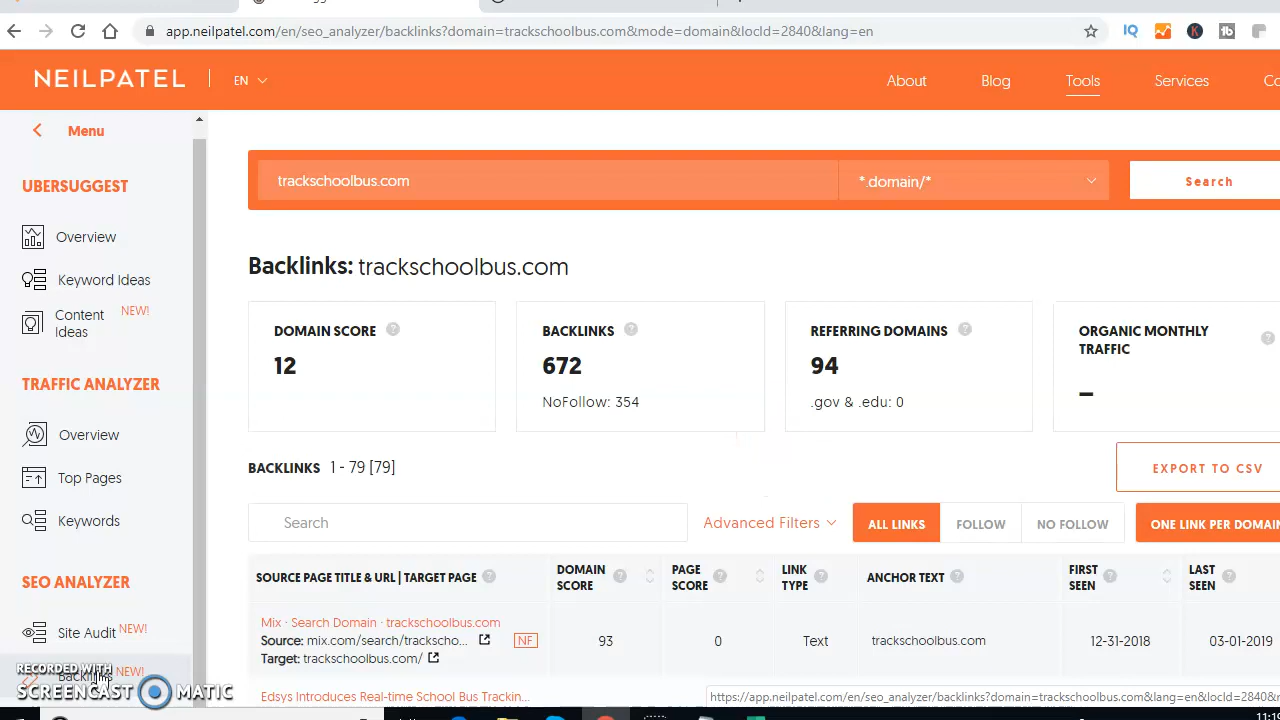 app.neilpatel.com/en/seo_analyzer/backlinks?domain=trackschoolbus.com&mode=domain&locId=2840&lang=en
NEILPATEL
EN
About
Blog
Tools
Services
Menu
UBERSUGGEST
Overview
Keyword Ideas
Content Ideas NEW!
TRAFFIC ANALYZER
Overview
Top Pages
Keywords
SEO ANALYZER
Site Audit NEW!
Backlinks NEW!
RECORDED WITH
SCREENCAST MATIC
trackschoolbus.com
*.domain/*
Search
Backlinks: trackschoolbus.com
DOMAIN SCORE
12
BACKLINKS
672
NoFollow: 354
REFERRING DOMAINS
94
.gov & .edu: 0
ORGANIC MONTHLY
TRAFFIC
–
BACKLINKS 1 - 79 [79]
EXPORT TO CSV
Search
Advanced Filters
ALL LINKS
FOLLOW
NO FOLLOW
ONE LINK PER DOMAIN
SOURCE PAGE TITLE & URL | TARGET PAGE
DOMAIN SCORE
PAGE SCORE
LINK TYPE
ANCHOR TEXT
FIRST SEEN
LAST SEEN
Mix · Search Domain · trackschoolbus.com
Source: mix.com/search/trackscho...
NF
Target: trackschoolbus.com/
93
0
Text
trackschoolbus.com
12-31-2018
03-01-2019
Edsys Introduces Real-time School Bus Trackin...
https://app.neilpatel.com/en/seo_analyzer/backlinks?domain=trackschoolbus.com&lang=en&locId=2840&